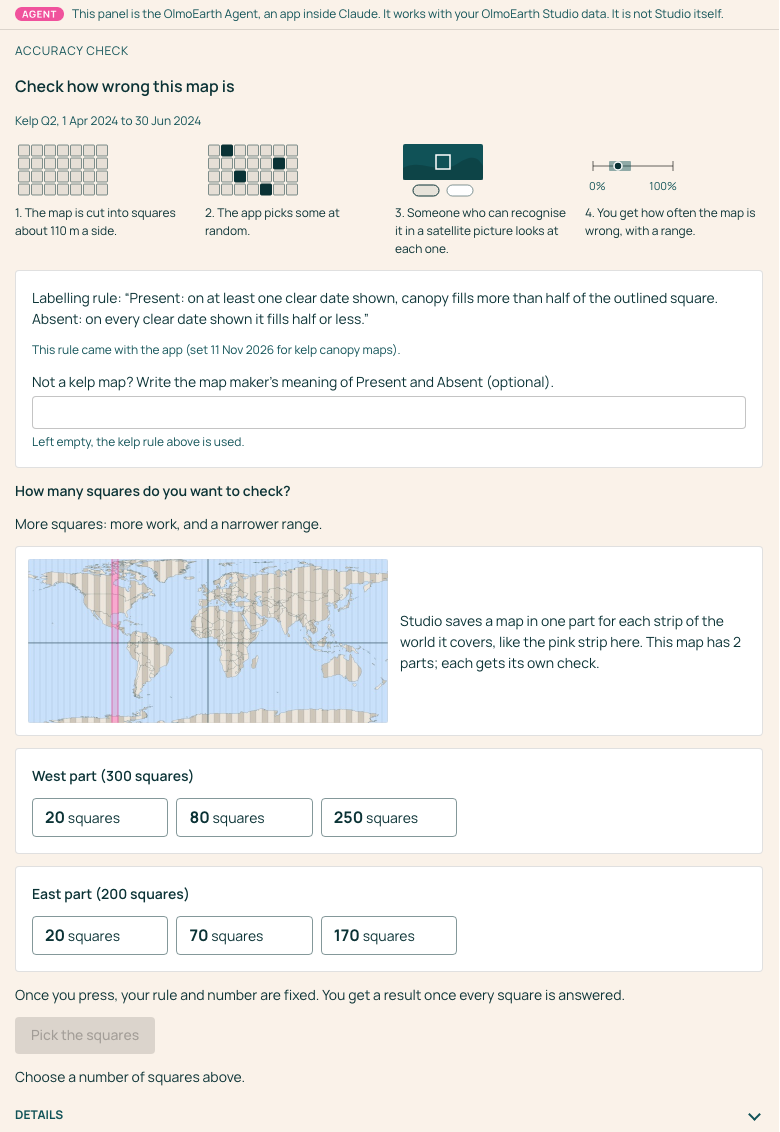 AGENT This panel is the OlmoEarth Agent, an app inside Claude. It works with your OlmoEarth Studio data. It is not Studio itself.
ACCURACY CHECK
Check how wrong this map is
Kelp Q2, 1 Apr 2024 to 30 Jun 2024
0% 100%
1. The map is cut into squares
about 110 m a side.
2. The app picks some at
random.
3. Someone who can recognise
it in a satellite picture looks at
each one.
4. You get how often the map is
wrong, with a range.
Labelling rule: “Present: on at least one clear date shown, canopy fills more than half of the outlined square.
Absent: on every clear date shown it fills half or less.”
This rule came with the app (set 11 Nov 2026 for kelp canopy maps).
Not a kelp map? Write the map maker’s meaning of Present and Absent (optional).
Left empty, the kelp rule above is used.
How many squares do you want to check?
More squares: more work, and a narrower range.
Studio saves a map in one part for each strip of the
world it covers, like the pink strip here. This map has 2
parts; each gets its own check.
West part (300 squares)
20 squares
80 squares
250 squares
East part (200 squares)
20 squares
70 squares
170 squares
Once you press, your rule and number are fixed. You get a result once every square is answered.
Pick the squares
Choose a number of squares above.
DETAILS